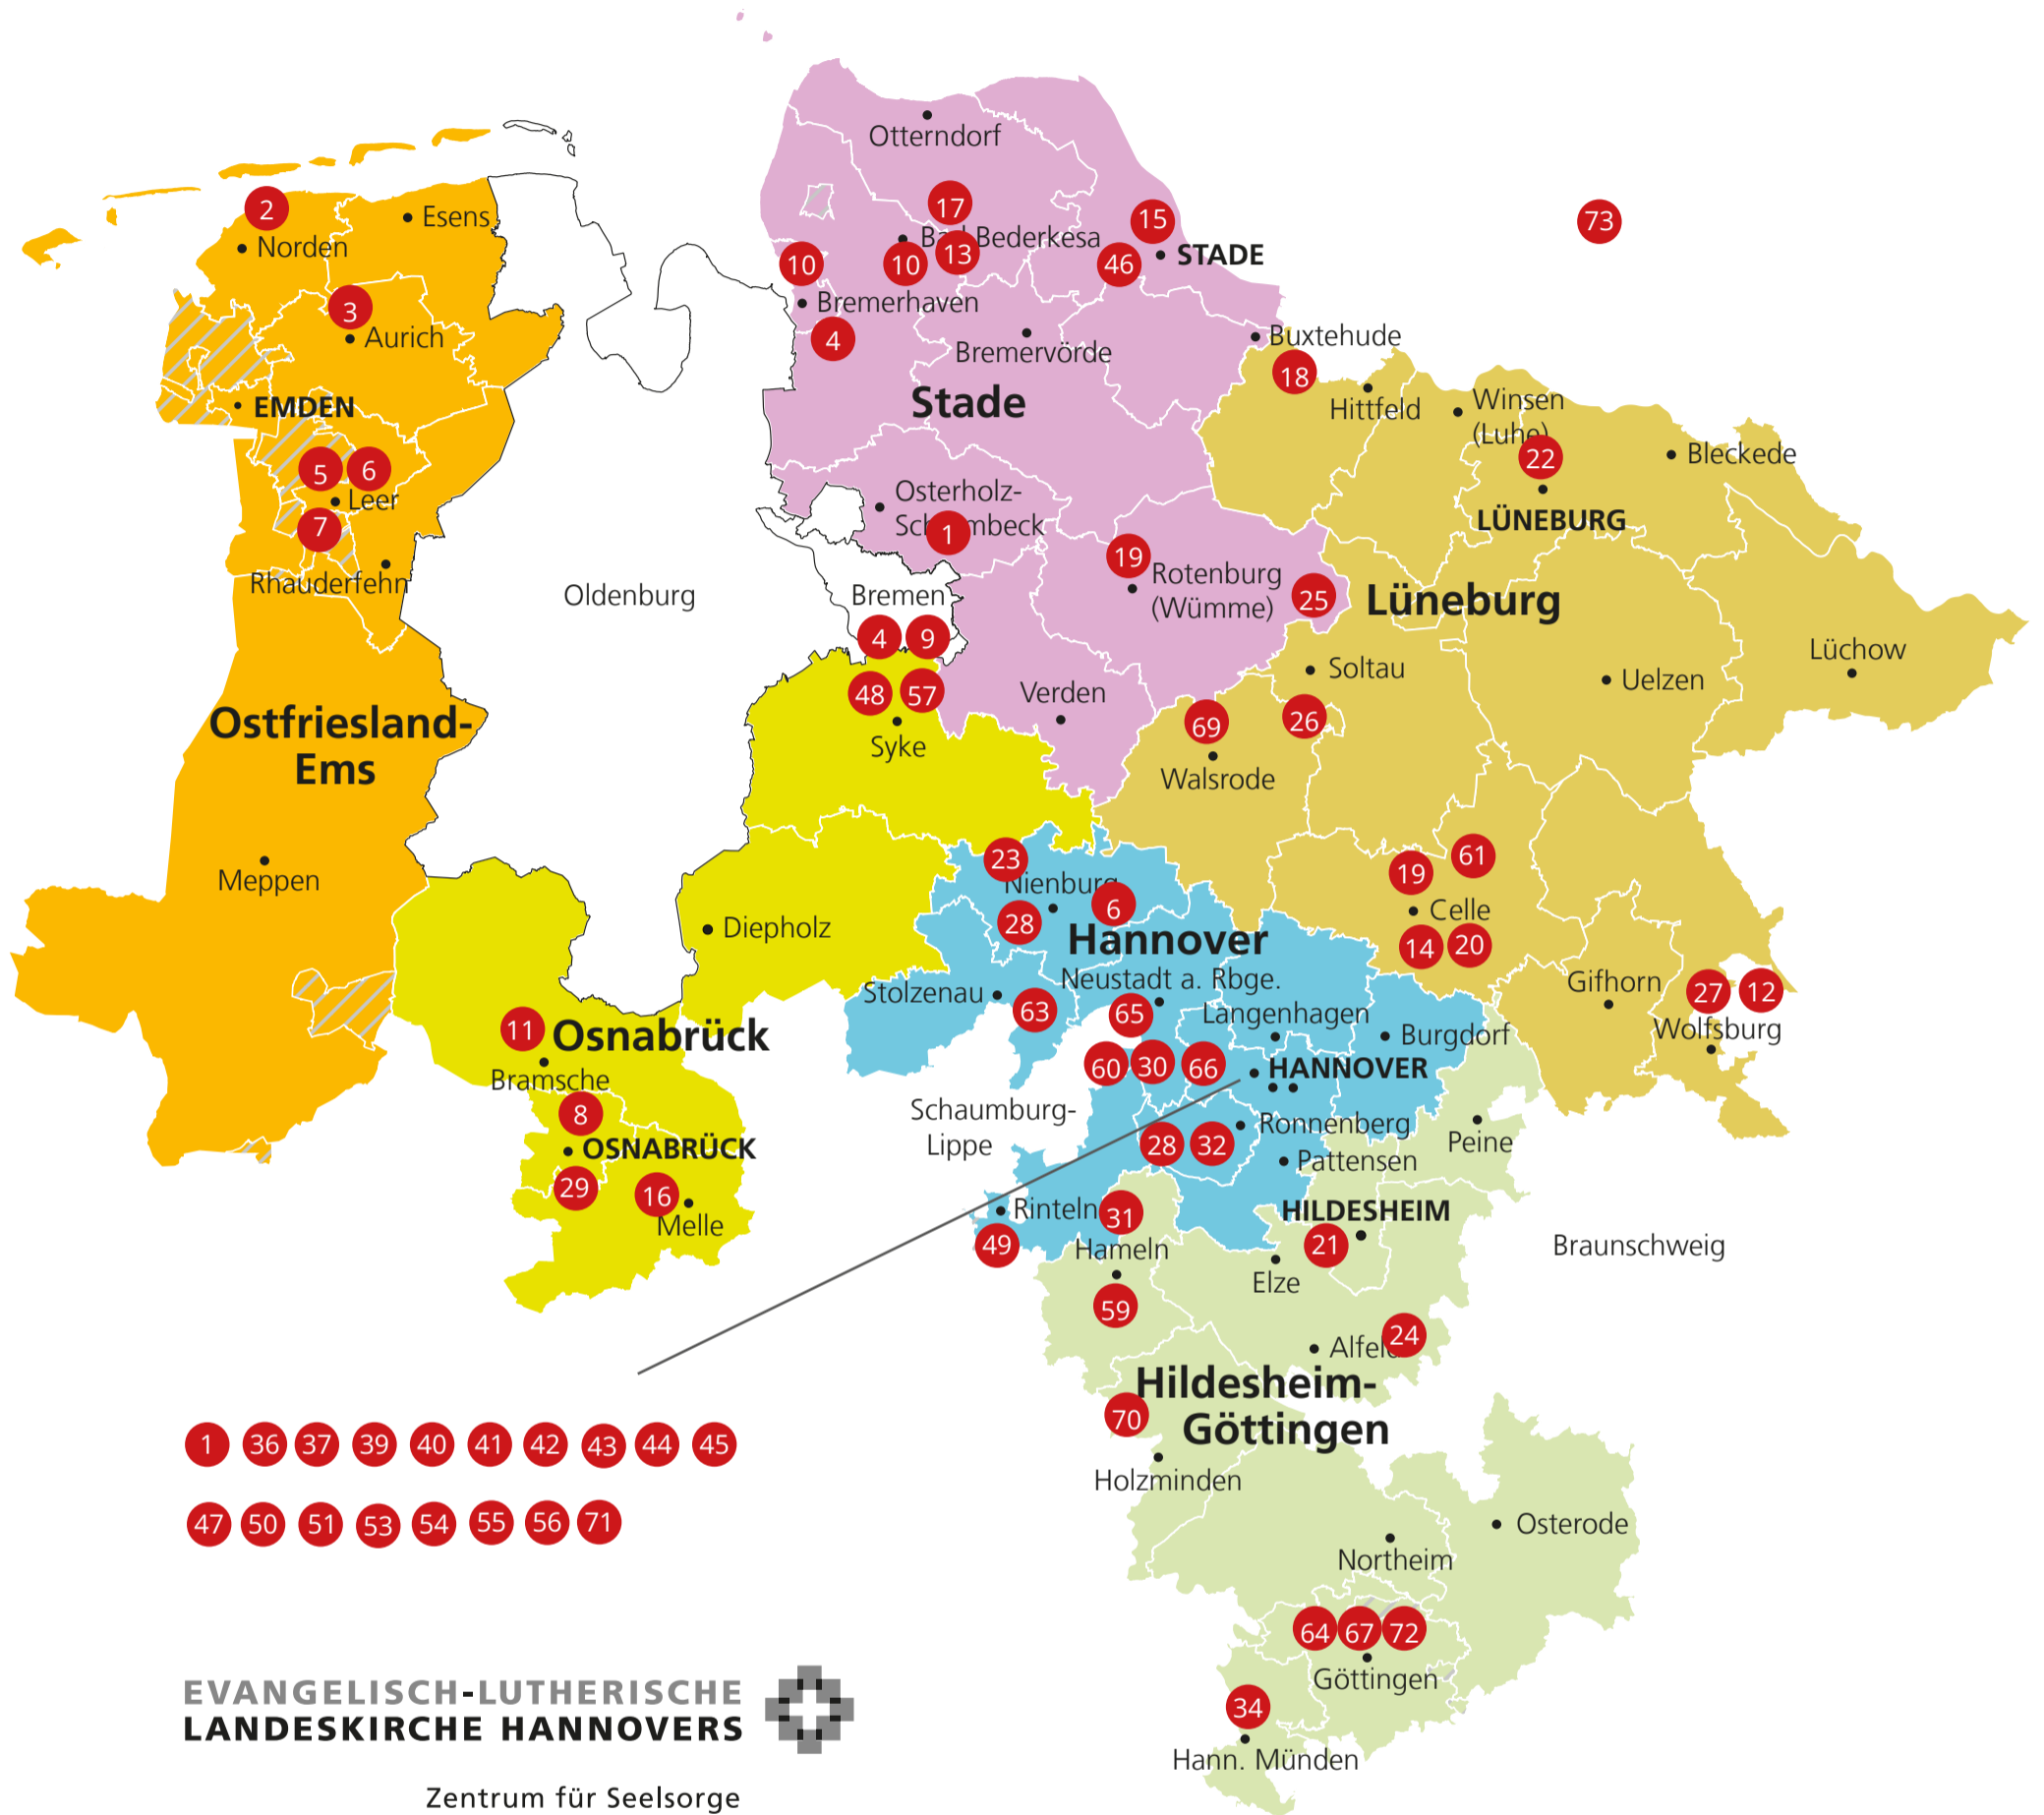 Otterndorf
2
Esens
Norden
17
15
73
Bad Bederkesa
10
10
13
46
STADE
3
Bremerhaven
Aurich
4
Bremervörde
Buxtehude
18
EMDEN
Stade
Hittfeld
Winsen
(Luhe)
22
Bleckede
5
6
Leer
Osterholz-
Scharmbeck
1
7
LÜNEBURG
19
Rhauderfehn
Oldenburg
Bremen
Rotenburg
(Wümme)
25
Lüneburg
4
9
Lüchow
Soltau
Uelzen
48
57
Verden
Ostfriesland-
Ems
69
26
Syke
Walsrode
23
61
19
Meppen
Nienburg
6
Celle
28
Diepholz
Hannover
14
20
Neustadt a. Rbge.
Gifhorn
27
12
Stolzenau
63
65
Langenhagen
Burgdorf
Wolfsburg
11
Osnabrück
60
30
66
HANNOVER
Bramsche
8
Schaumburg-
Lippe
Ronnenberg
28
32
Peine
OSNABRÜCK
Pattensen
29
16
Melle
Rinteln
31
HILDESHEIM
49
Hameln
21
Braunschweig
Elze
59
Alfeld
24
Hildesheim-
Göttingen
70
1 36 37 39 40 41 42 43 44 45
Holzminden
47 50 51 53 54 55 56 71
Osterode
Northeim
64
67
72
Göttingen
34
Hann. Münden
EVANGELISCH-LUTHERISCHE
LANDESKIRCHE HANNOVERS
Zentrum für Seelsorge